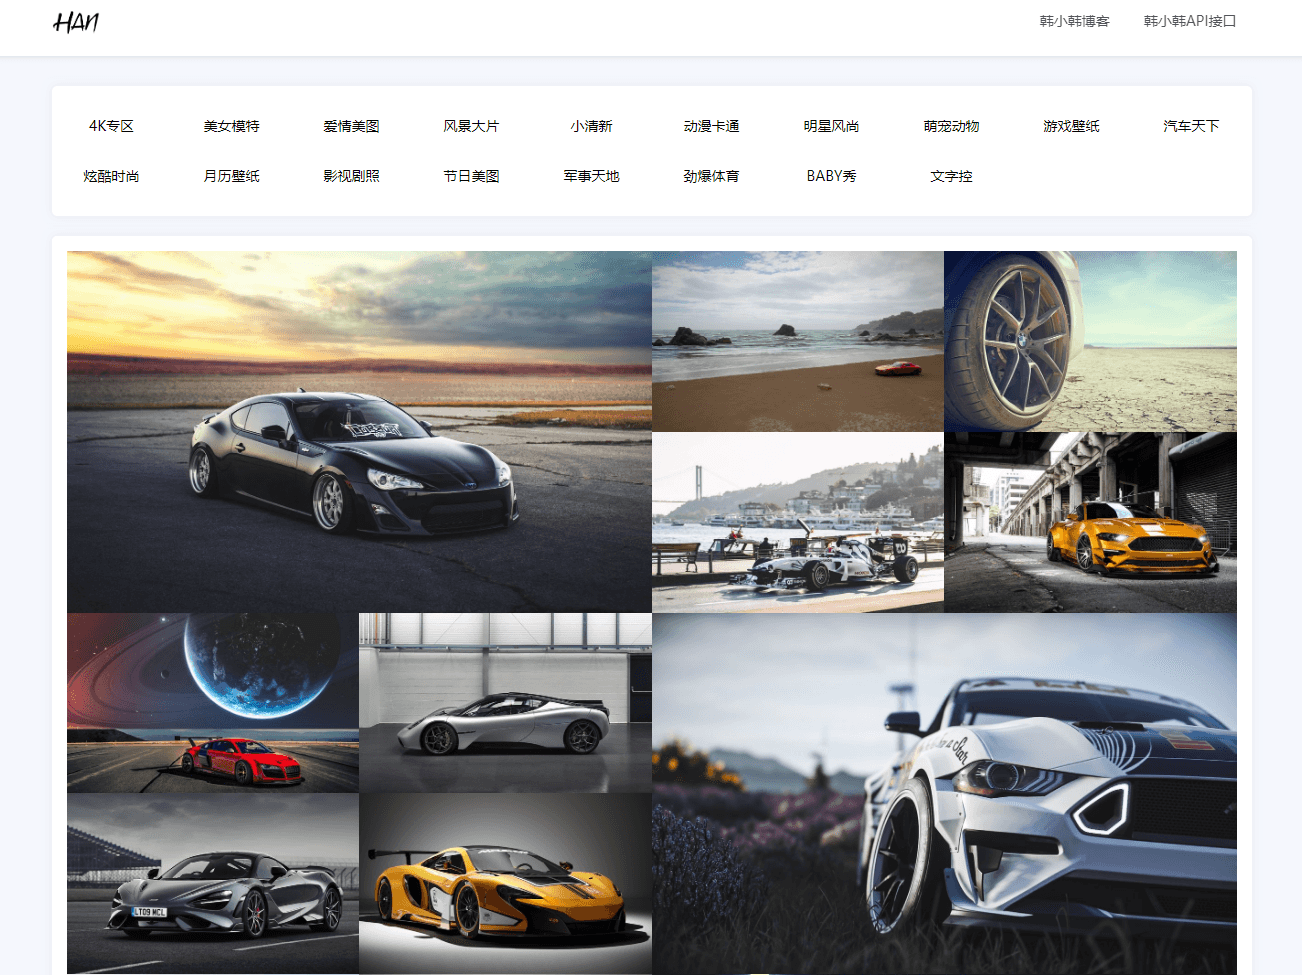 HAN
韩小韩博客 韩小韩API接口
4K专区 美女模特 爱情美图 风景大片 小清新 动漫卡通 明星风尚 萌宠动物 游戏壁纸 汽车天下
炫酷时尚 月历壁纸 影视剧照 节日美图 军事天地 劲爆体育 BABY秀 文字控
LT09 MCL